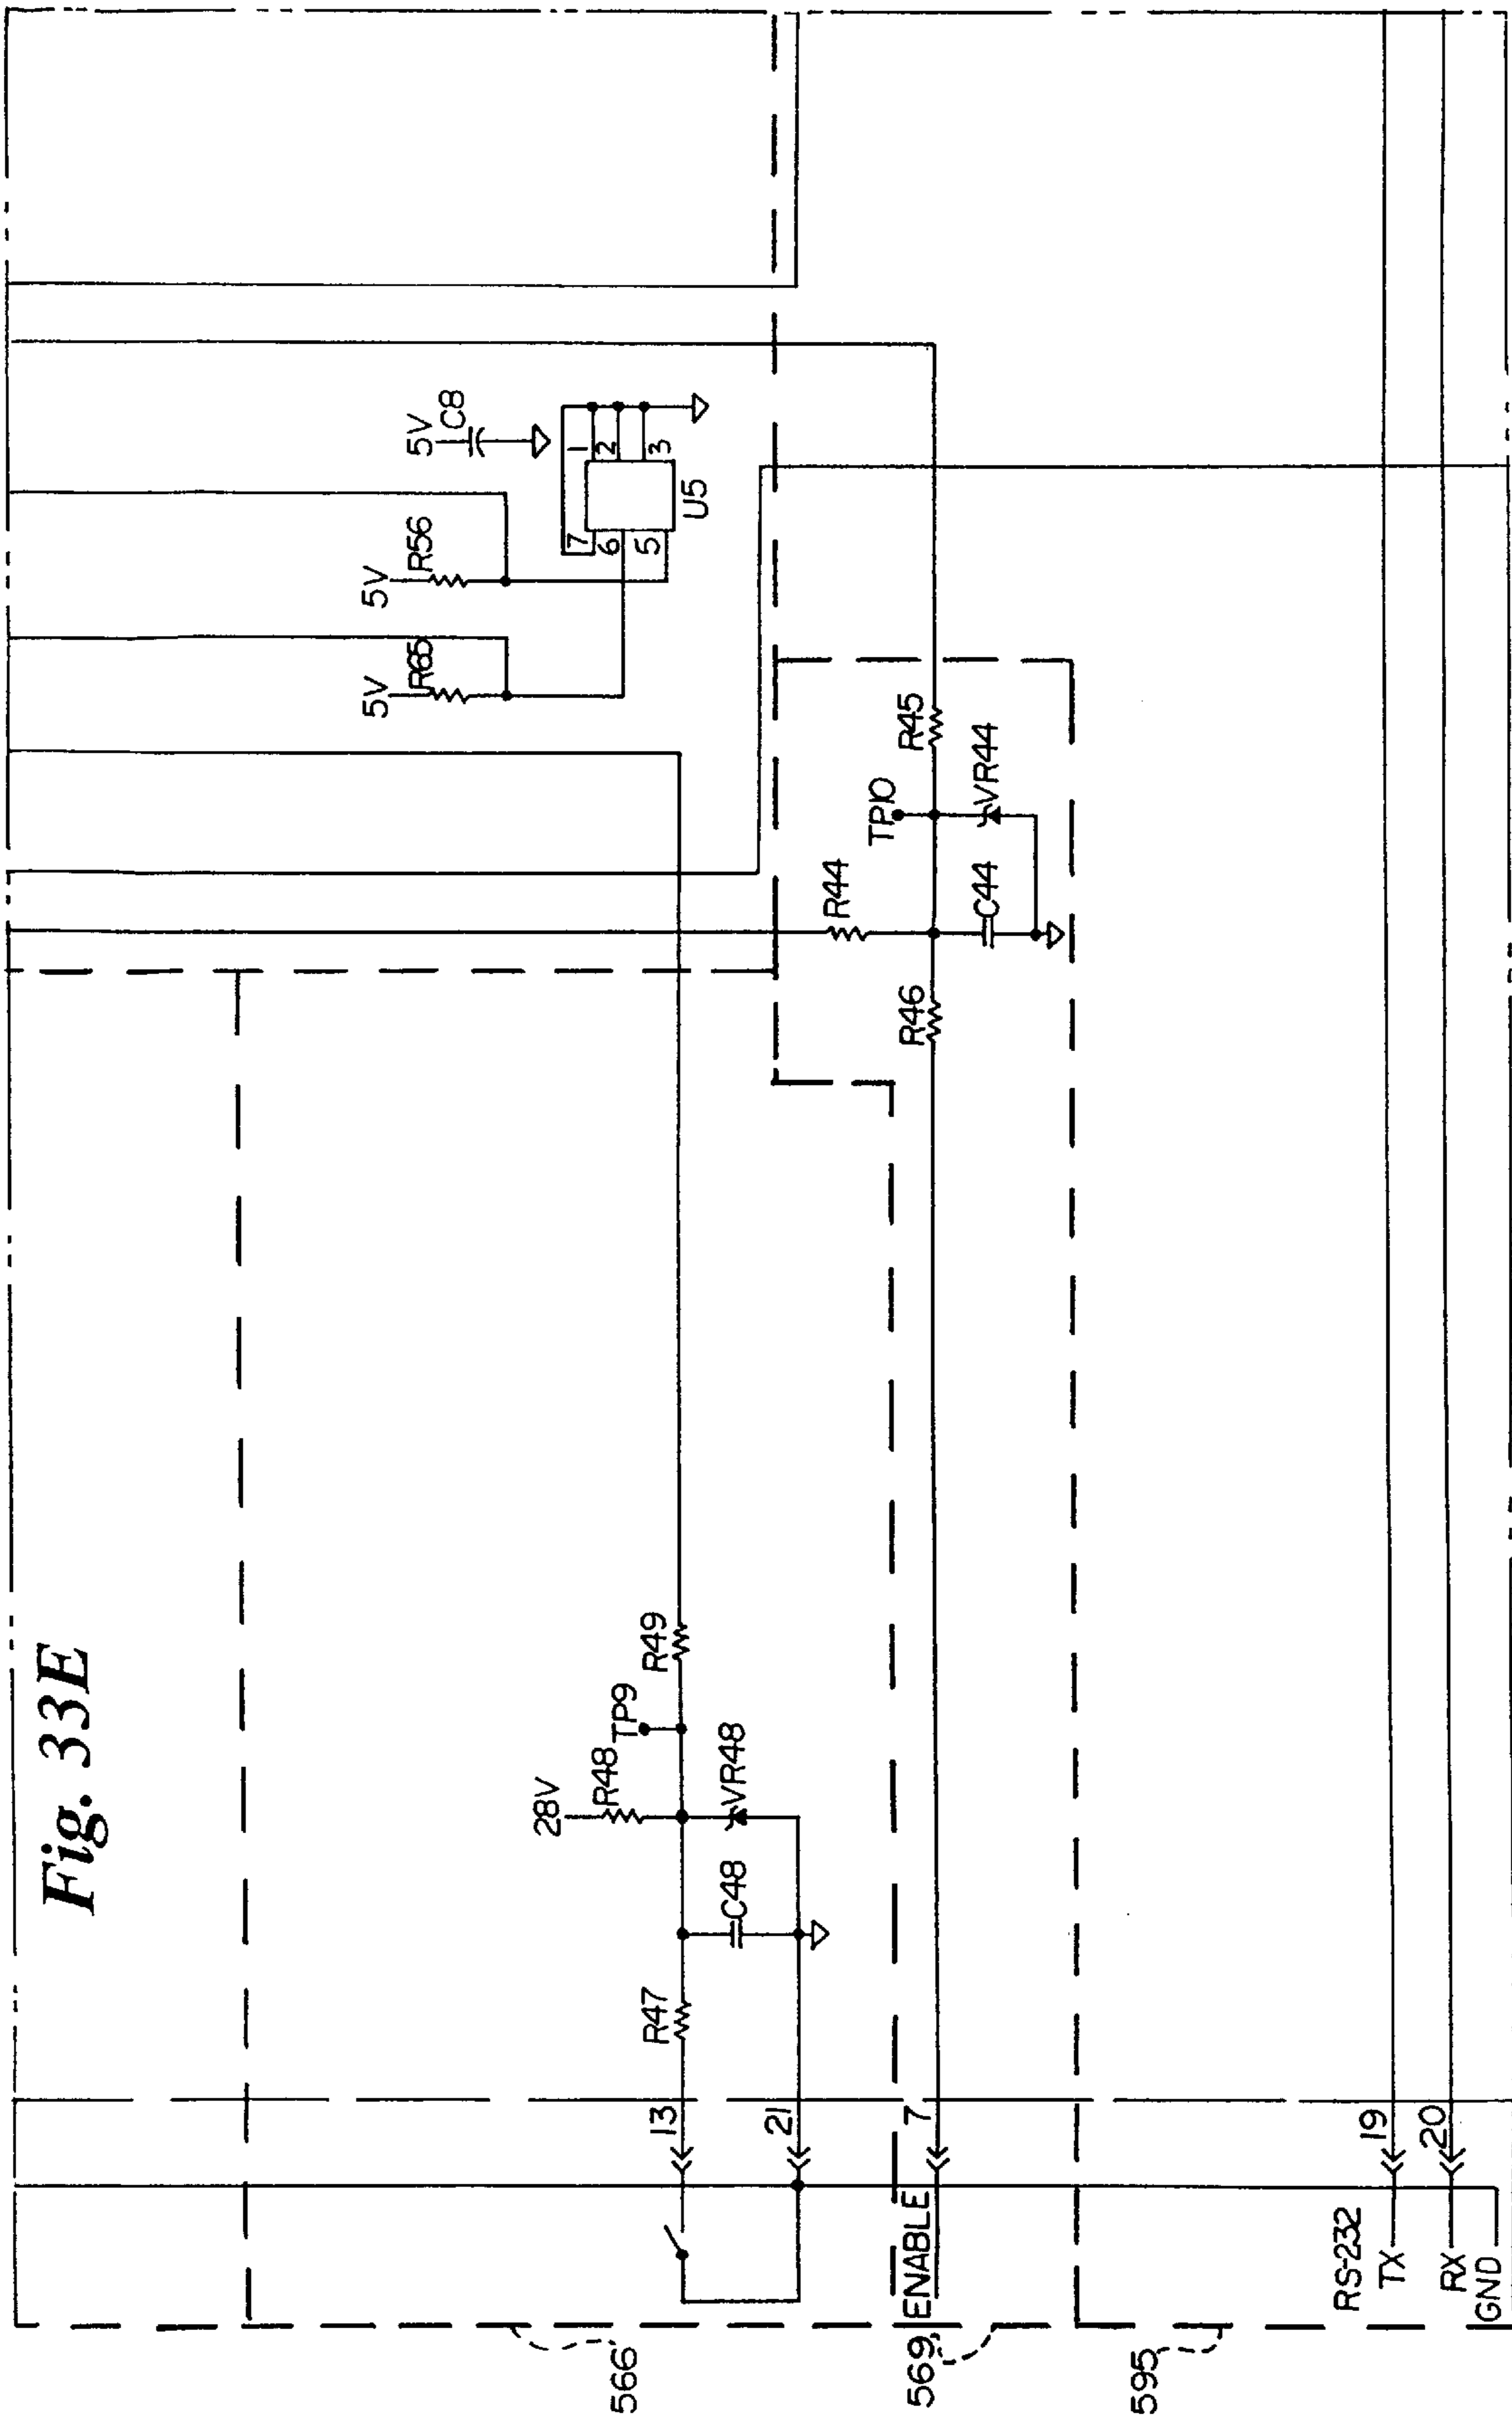 Fig. 33E
5V
C8
5V
R56
5V
R65
1
2
3
7
6
5
U5
28V
R48
TP9
R49
R47
C48
VR48
13
21
R44
TP10
R45
R46
C44
VR44
ENABLE
7
RS-232
TX
19
RX
20
GND
566
569
595